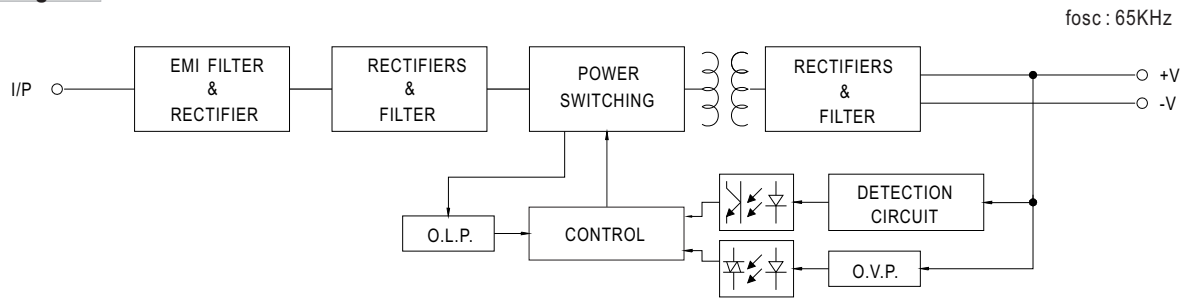 fosc : 65KHz
I/P
EMI FILTER
&
RECTIFIER
RECTIFIERS
&
FILTER
POWER
SWITCHING
RECTIFIERS
&
FILTER
+V
-V
DETECTION
CIRCUIT
O.L.P.
CONTROL
O.V.P.